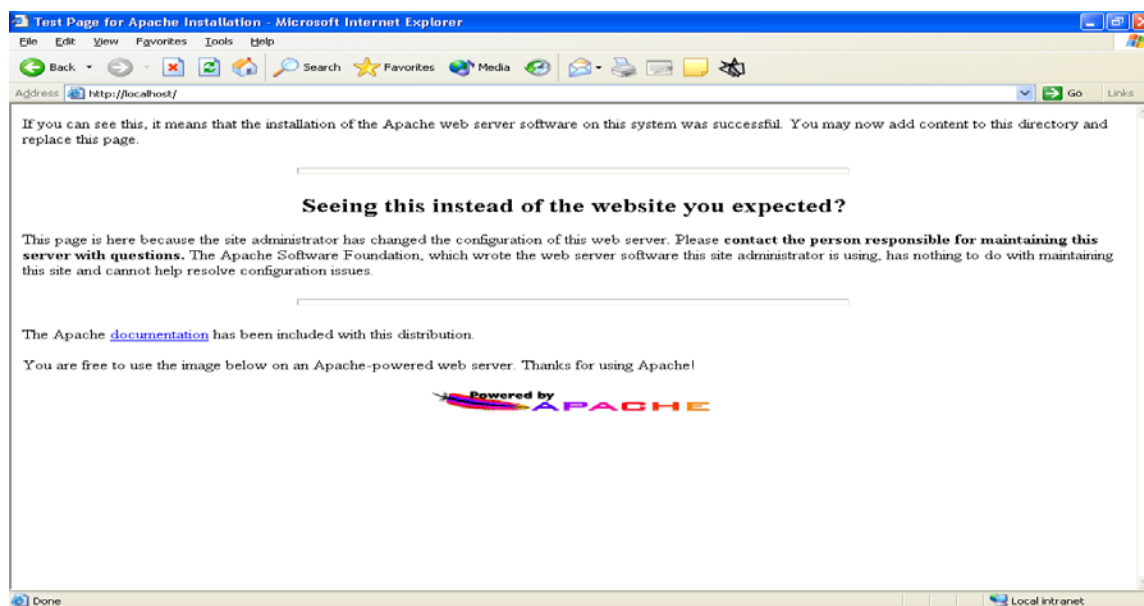 Test Page for Apache Installation - Microsoft Internet Explorer
File Edit View Favorites Tools Help
Back Search Favorites Media
Address http://localhost/ Go Links
If you can see this, it means that the installation of the Apache web server software on this system was successful. You may now add content to this directory and
replace this page.
Seeing this instead of the website you expected?
This page is here because the site administrator has changed the configuration of this web server. Please contact the person responsible for maintaining this
server with questions. The Apache Software Foundation, which wrote the web server software this site administrator is using, has nothing to do with maintaining
this site and cannot help resolve configuration issues.
The Apache documentation has been included with this distribution.
You are free to use the image below on an Apache-powered web server. Thanks for using Apache!
Powered by
APACHE
Done Local intranet